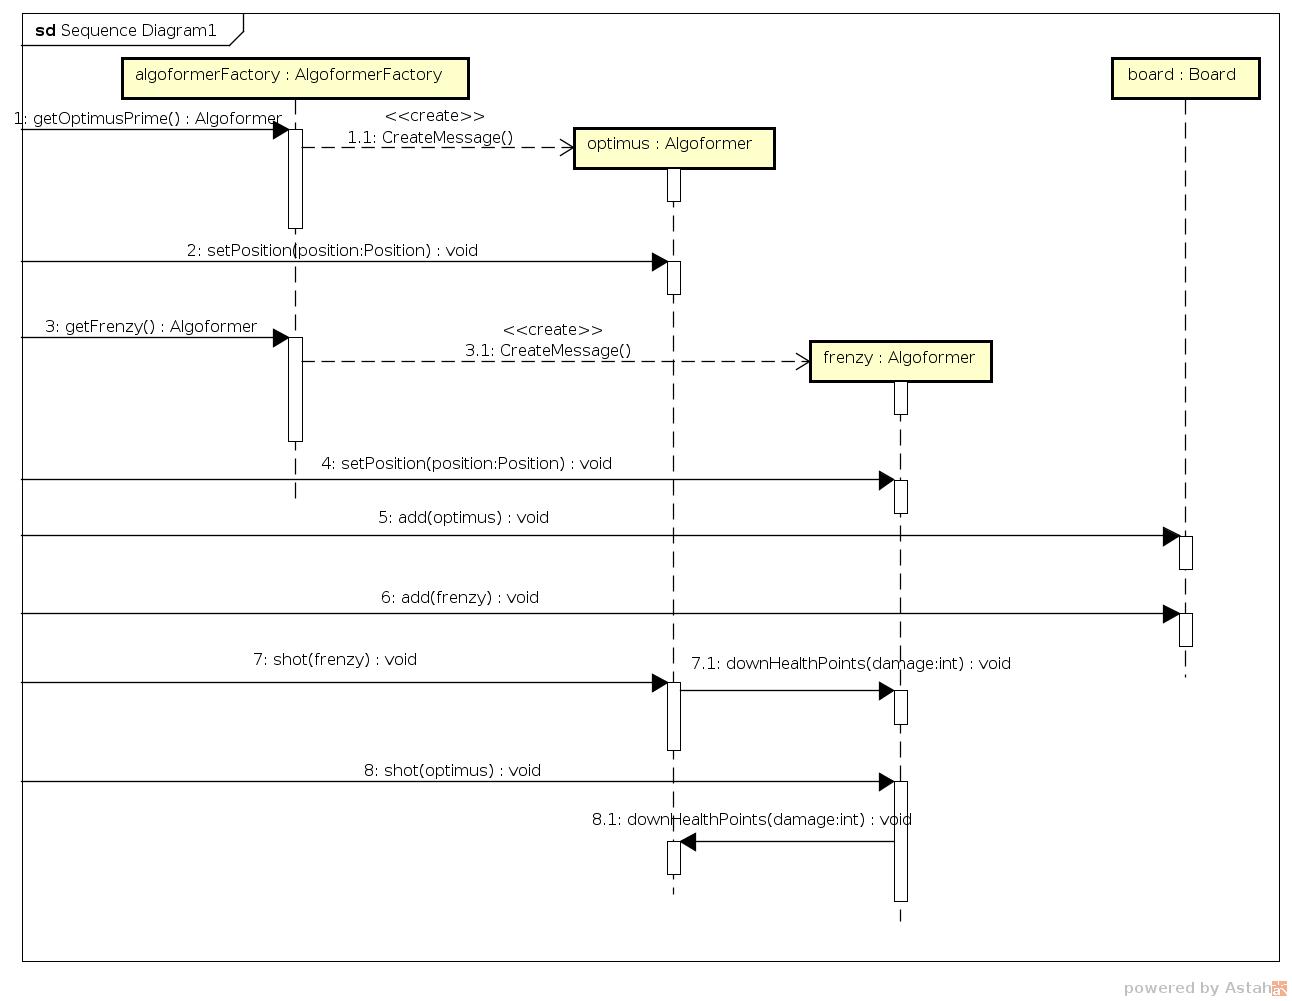 sd Sequence Diagram1
algoformerFactory : AlgoformerFactory
board : Board
1: getOptimusPrime() : Algoformer
<<create>>
1.1: CreateMessage()
optimus : Algoformer
2: setPosition(position:Position) : void
3: getFrenzy() : Algoformer
<<create>>
3.1: CreateMessage()
frenzy : Algoformer
4: setPosition(position:Position) : void
5: add(optimus) : void
6: add(frenzy) : void
7: shot(frenzy) : void
7.1: downHealthPoints(damage:int) : void
8: shot(optimus) : void
8.1: downHealthPoints(damage:int) : void
powered by Astah